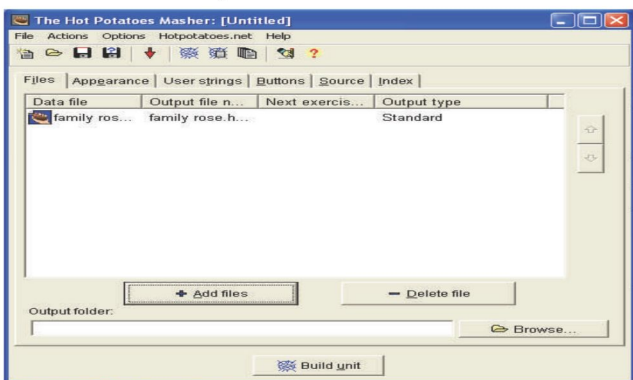 The Hot Potatoes Masher: [Untitled]
File Actions Options Hotpotatoes.net Help
Files Appearance User strings Buttons Source Index
Data file Output file n... Next exercis... Output type
family ros... family rose.h... Standard
+ Add files − Delete file
Output folder:
Browse...
Build unit